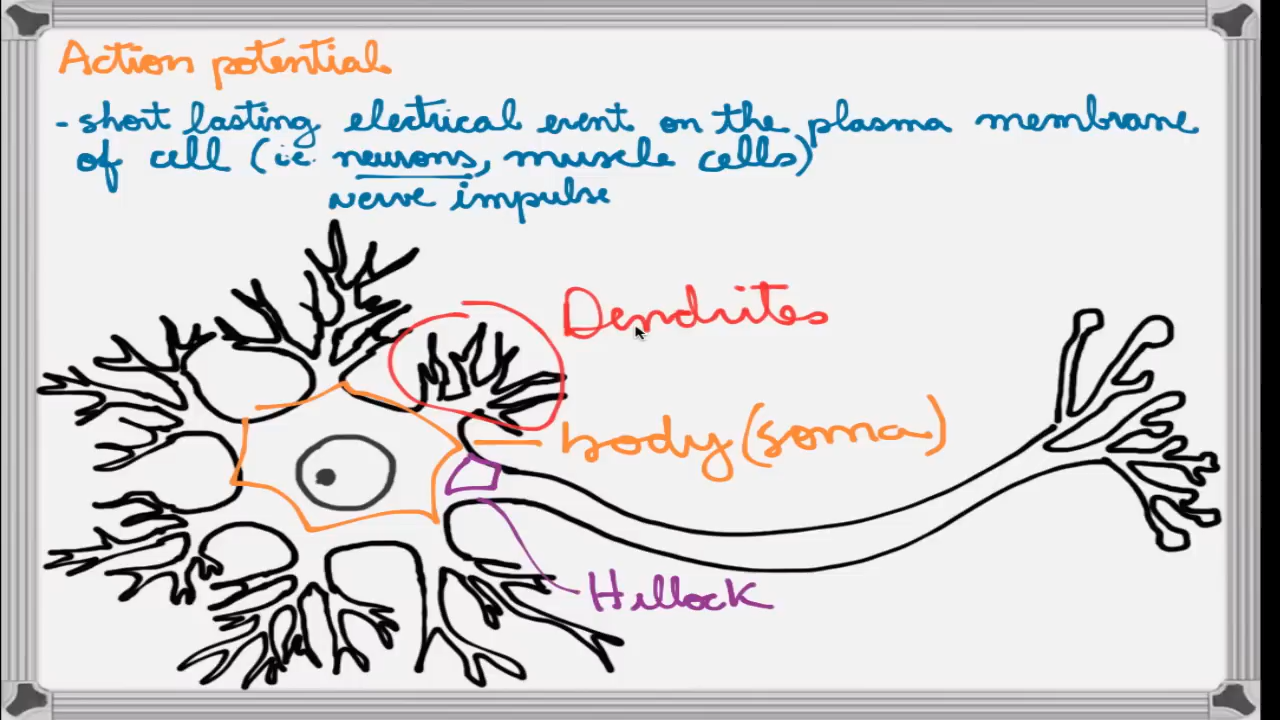 Action potential
- short lasting electrical event on the plasma membrane
of cell (i.e. neurons, muscle cells)
nerve impulse
Dendrites
body (soma)
Hillock